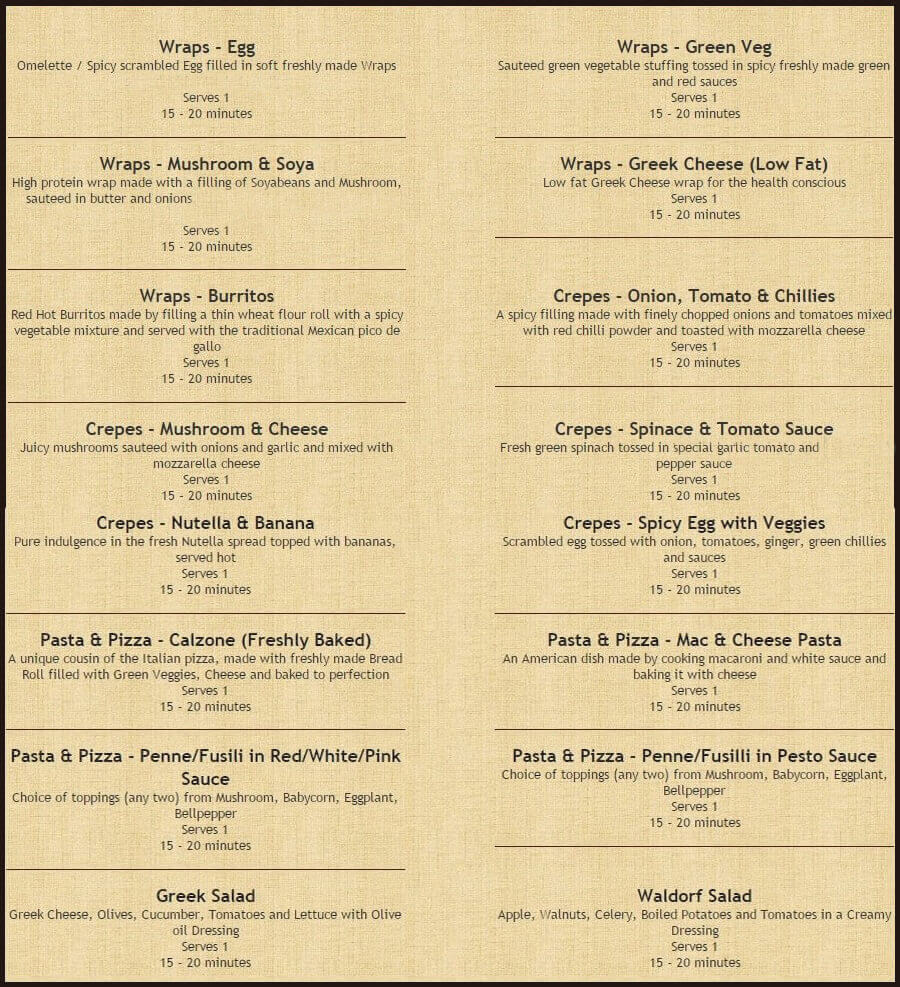 Wraps - Egg
Omelette / Spicy scrambled Egg filled in soft freshly made Wraps
Serves 1
15 - 20 minutes
Wraps - Green Veg
Sauteed green vegetable stuffing tossed in spicy freshly made green
and red sauces
Serves 1
15 - 20 minutes
Wraps - Mushroom & Soya
High protein wrap made with a filling of Soyabeans and Mushroom,
sauteed in butter and onions
Serves 1
15 - 20 minutes
Wraps - Greek Cheese (Low Fat)
Low fat Greek Cheese wrap for the health conscious
Serves 1
15 - 20 minutes
Wraps - Burritos
Red Hot Burritos made by filling a thin wheat flour roll with a spicy
vegetable mixture and served with the traditional Mexican pico de
gallo
Serves 1
15 - 20 minutes
Crepes - Onion, Tomato & Chillies
A spicy filling made with finely chopped onions and tomatoes mixed
with red chilli powder and toasted with mozzarella cheese
Serves 1
15 - 20 minutes
Crepes - Mushroom & Cheese
Juicy mushrooms sauteed with onions and garlic and mixed with
mozzarella cheese
Serves 1
15 - 20 minutes
Crepes - Spinace & Tomato Sauce
Fresh green spinach tossed in special garlic tomato and
pepper sauce
Serves 1
15 - 20 minutes
Crepes - Nutella & Banana
Pure indulgence in the fresh Nutella spread topped with bananas,
served hot
Serves 1
15 - 20 minutes
Crepes - Spicy Egg with Veggies
Scrambled egg tossed with onion, tomatoes, ginger, green chillies
and sauces
Serves 1
15 - 20 minutes
Pasta & Pizza - Calzone (Freshly Baked)
A unique cousin of the Italian pizza, made with freshly made Bread
Roll filled with Green Veggies, Cheese and baked to perfection
Serves 1
15 - 20 minutes
Pasta & Pizza - Mac & Cheese Pasta
An American dish made by cooking macaroni and white sauce and
baking it with cheese
Serves 1
15 - 20 minutes
Pasta & Pizza - Penne/Fusili in Red/White/Pink
Sauce
Choice of toppings (any two) from Mushroom, Babycorn, Eggplant,
Bellpepper
Serves 1
15 - 20 minutes
Pasta & Pizza - Penne/Fusilli in Pesto Sauce
Choice of toppings (any two) from Mushroom, Babycorn, Eggplant,
Bellpepper
Serves 1
15 - 20 minutes
Greek Salad
Greek Cheese, Olives, Cucumber, Tomatoes and Lettuce with Olive
oil Dressing
Serves 1
15 - 20 minutes
Waldorf Salad
Apple, Walnuts, Celery, Boiled Potatoes and Tomatoes in a Creamy
Dressing
Serves 1
15 - 20 minutes